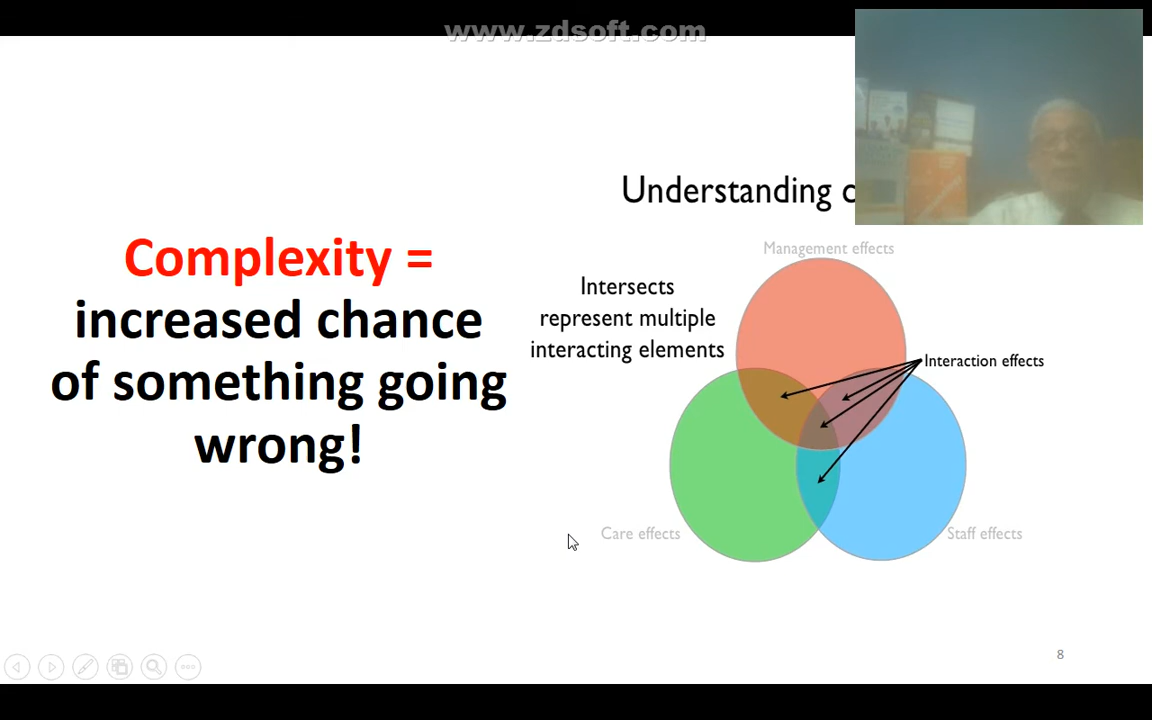 www.zdsoft.com
Complexity =
increased chance
of something going
wrong!
Understanding
Management effects
Intersects
represent multiple
interacting elements
Interaction effects
Care effects
Staff effects
8